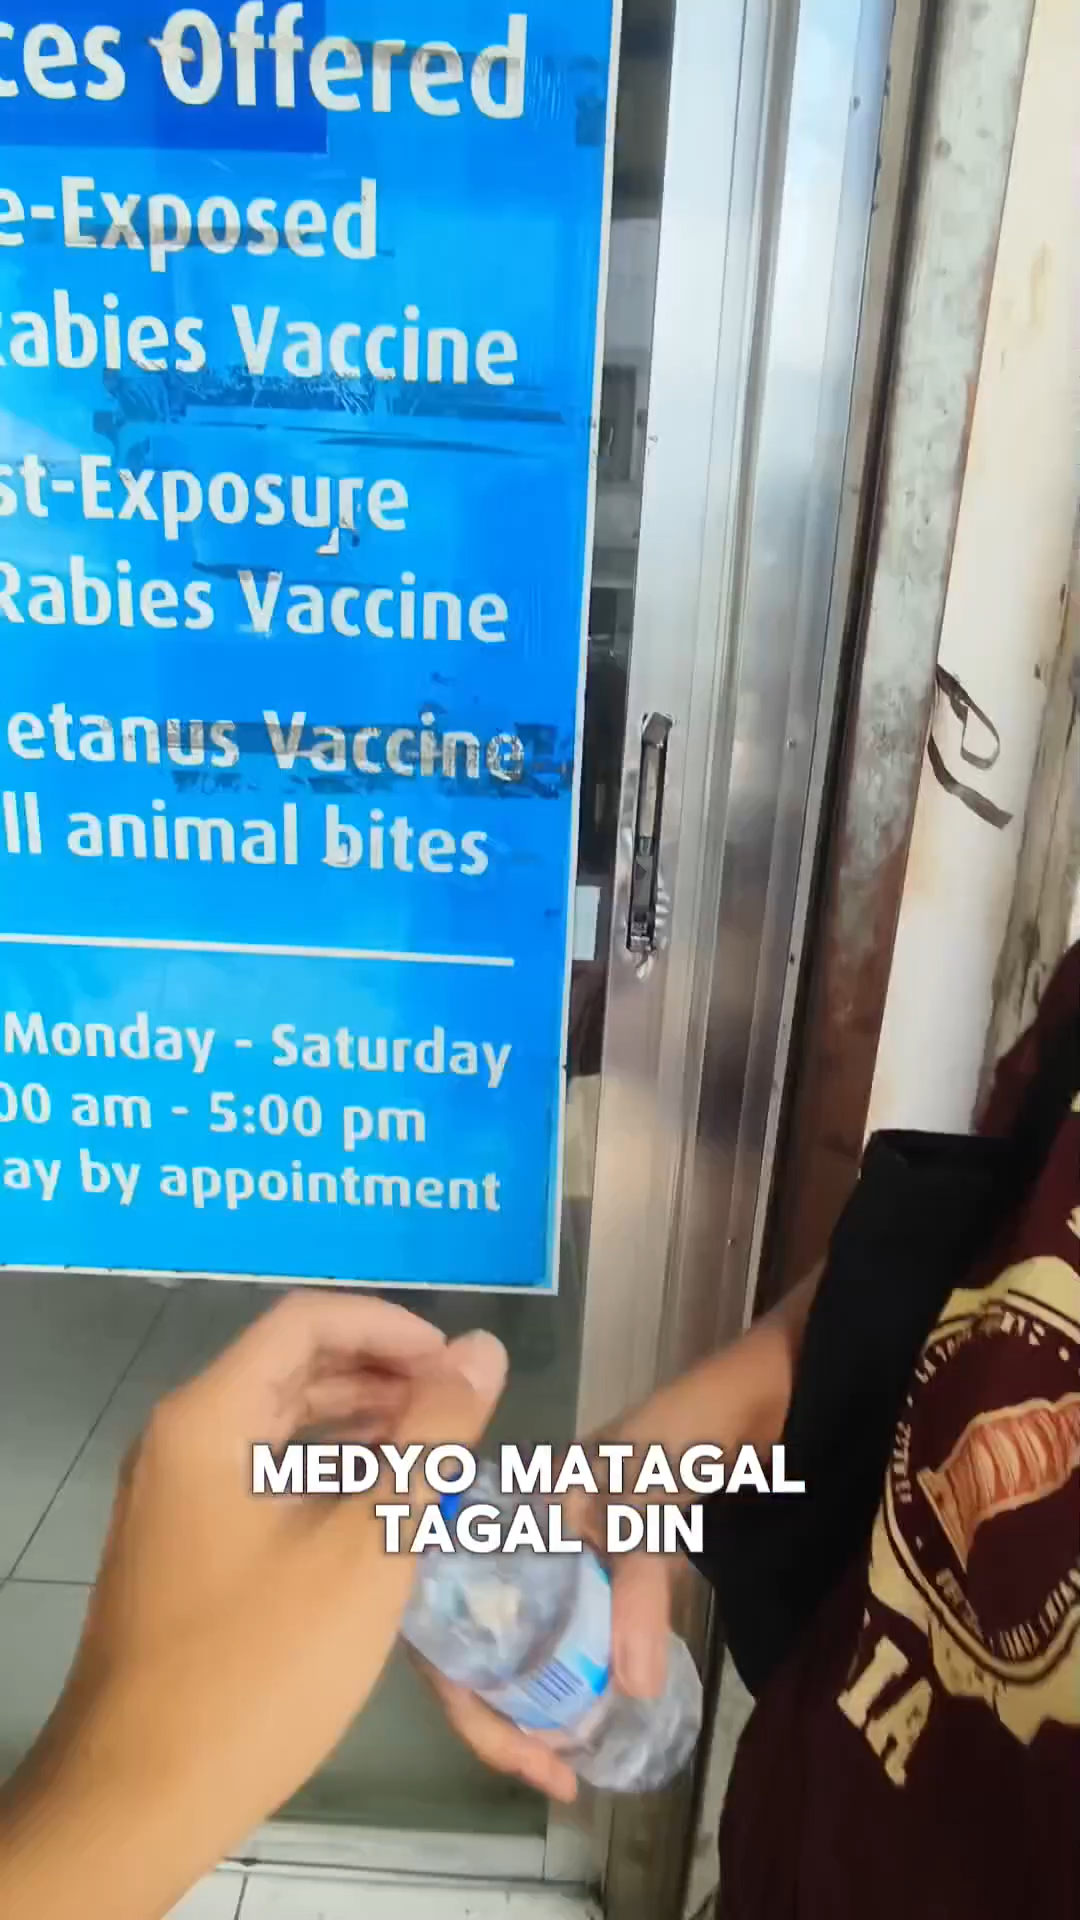 ces Offered
e-Exposed
abies Vaccine
st-Exposure
Rabies Vaccine
etanus Vaccine
ll animal bites
Monday - Saturday
00 am - 5:00 pm
ay by appointment
MEDYO MATAGAL
TAGAL DIN